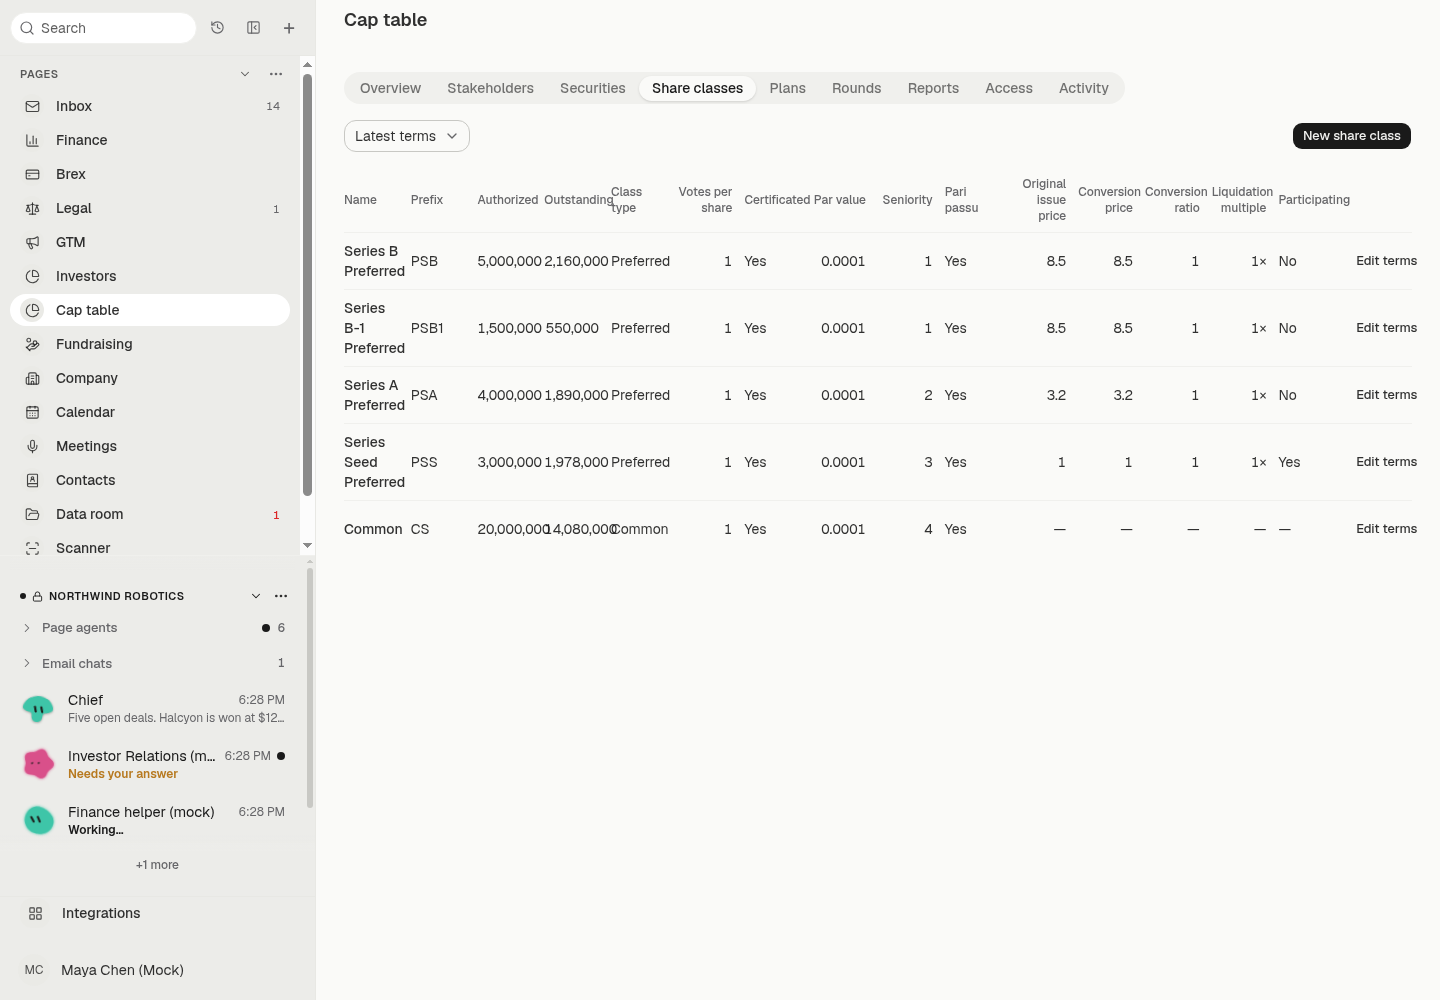 Search
PAGES
Inbox 14
Finance
Brex
Legal 1
GTM
Investors
Cap table
Fundraising
Company
Calendar
Meetings
Contacts
Data room 1
Scanner
NORTHWIND ROBOTICS
Page agents 6
Email chats 1
Chief 6:28 PM
Five open deals. Halcyon is won at $12...
Investor Relations (m... 6:28 PM
Needs your answer
Finance helper (mock) 6:28 PM
Working...
+1 more
Integrations
MC Maya Chen (Mock)
Cap table
Overview Stakeholders Securities Share classes Plans Rounds Reports Access Activity
Latest terms
New share class
Name Prefix Authorized Outstanding Class type Votes per share Certificated Par value Seniority Pari passu Original issue price Conversion price Conversion ratio Liquidation multiple Participating
Series B Preferred PSB 5,000,000 2,160,000 Preferred 1 Yes 0.0001 1 Yes 8.5 8.5 1 1× No Edit terms
Series B-1 Preferred PSB1 1,500,000 550,000 Preferred 1 Yes 0.0001 1 Yes 8.5 8.5 1 1× No Edit terms
Series A Preferred PSA 4,000,000 1,890,000 Preferred 1 Yes 0.0001 2 Yes 3.2 3.2 1 1× No Edit terms
Series Seed Preferred PSS 3,000,000 1,978,000 Preferred 1 Yes 0.0001 3 Yes 1 1 1 1× Yes Edit terms
Common CS 20,000,000 14,080,000 Common 1 Yes 0.0001 4 Yes — — — — — Edit terms